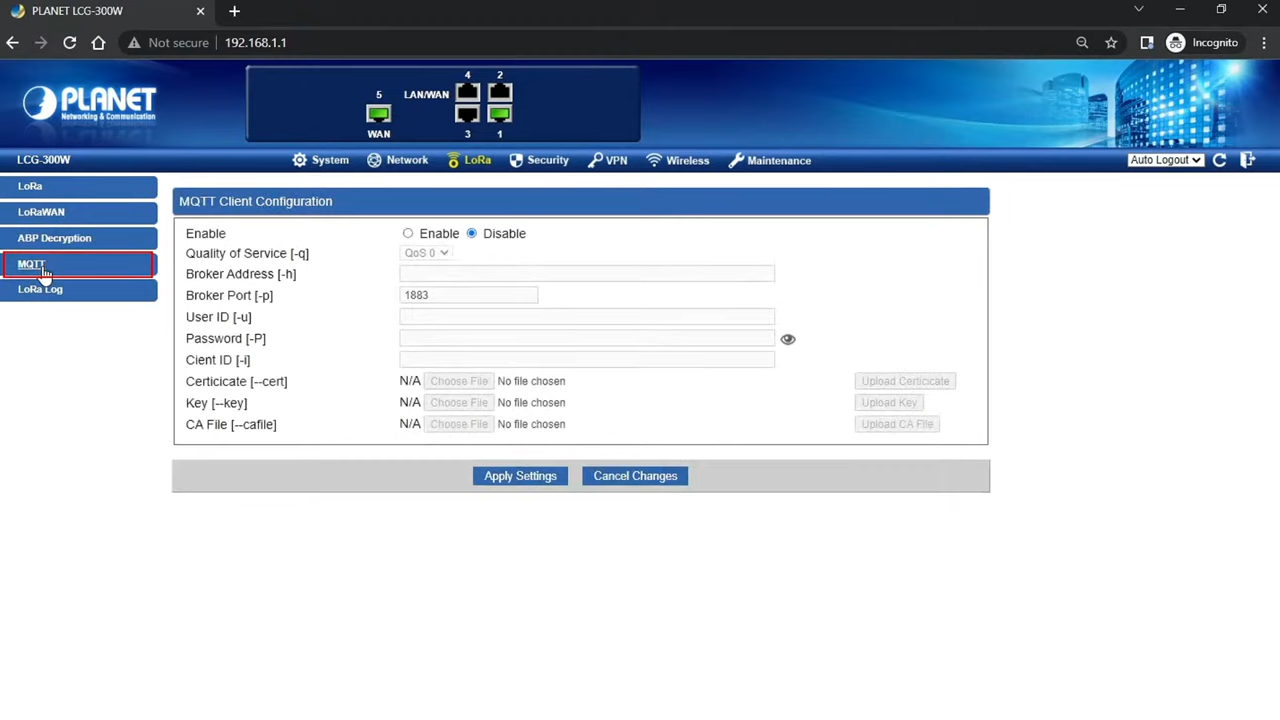 PLANET LCG-300W
Not secure 192.168.1.1 Incognito
PLANET
Networking & Communication
4 2
5 LAN/WAN
WAN 3 1
LCG-300W System Network LoRa Security VPN Wireless Maintenance Auto Logout
LoRa
LoRaWAN
ABP Decryption
MQTT
LoRa Log
MQTT Client Configuration
Enable Enable Disable
Quality of Service [-q] QoS 0
Broker Address [-h]
Broker Port [-p] 1883
User ID [-u]
Password [-P]
Cient ID [-i]
Certicicate [--cert] N/A Choose File No file chosen Upload Certicicate
Key [--key] N/A Choose File No file chosen Upload Key
CA File [--cafile] N/A Choose File No file chosen Upload CA File
Apply Settings Cancel Changes